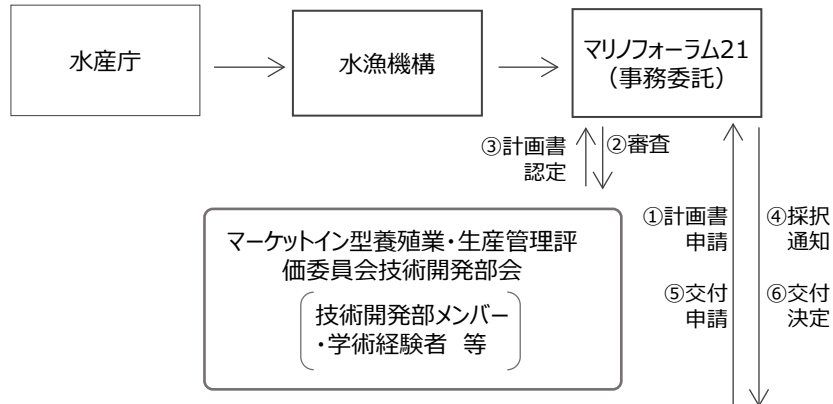 水産庁
水漁機構
マリノフォーラム21
（事務委託）
③計画書
認定
②審査
マーケットイン型養殖業・生産管理評
価委員会技術開発部会
技術開発部メンバー
・学術経験者 等
①計画書
申請
④採択
通知
⑤交付
申請
⑥交付
決定